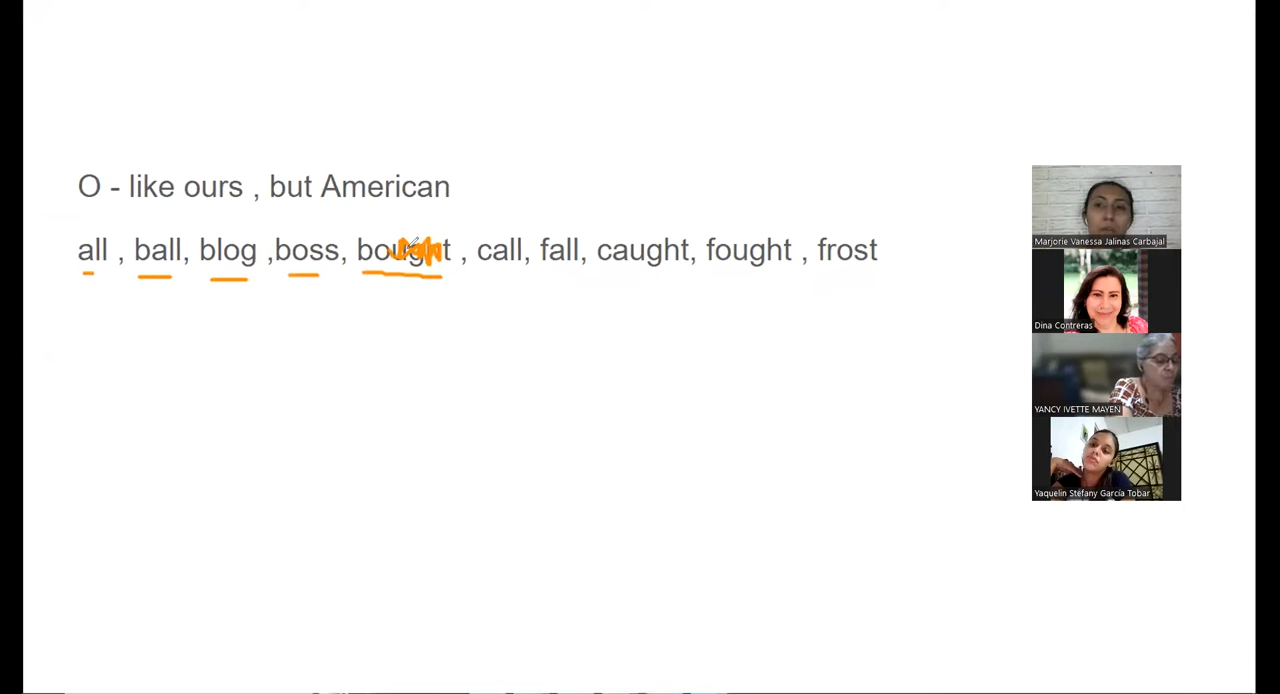 O - like ours , but American
all , ball, blog ,boss, bought , call, fall, caught, fought , frost
Marjorie Vanessa Jalinas Carbajal
Dina Contreras
YANCY IVETTE MAYEN
Yaquelin Stefany García Tobar